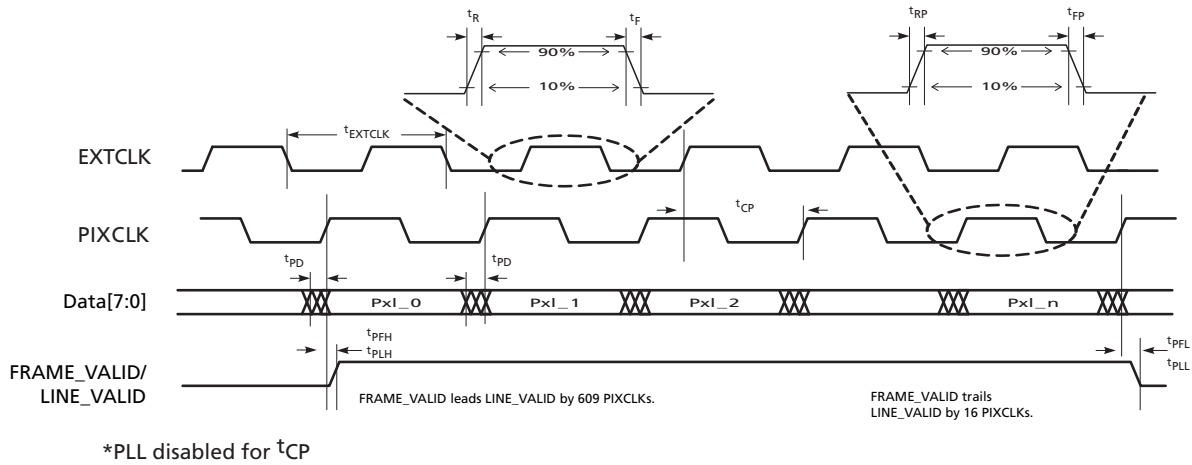 tR
tF
tRP
tFP
90%
10%
90%
10%
tEXTCLK
EXTCLK
tCP
PIXCLK
tPD
tPD
Data[7:0]
Pxl_0
Pxl_1
Pxl_2
Pxl_n
tPFH
tPLH
tPFL
tPLL
FRAME_VALID/
LINE_VALID
FRAME_VALID leads LINE_VALID by 609 PIXCLKs.
FRAME_VALID trails
LINE_VALID by 16 PIXCLKs.
*PLL disabled for tCP